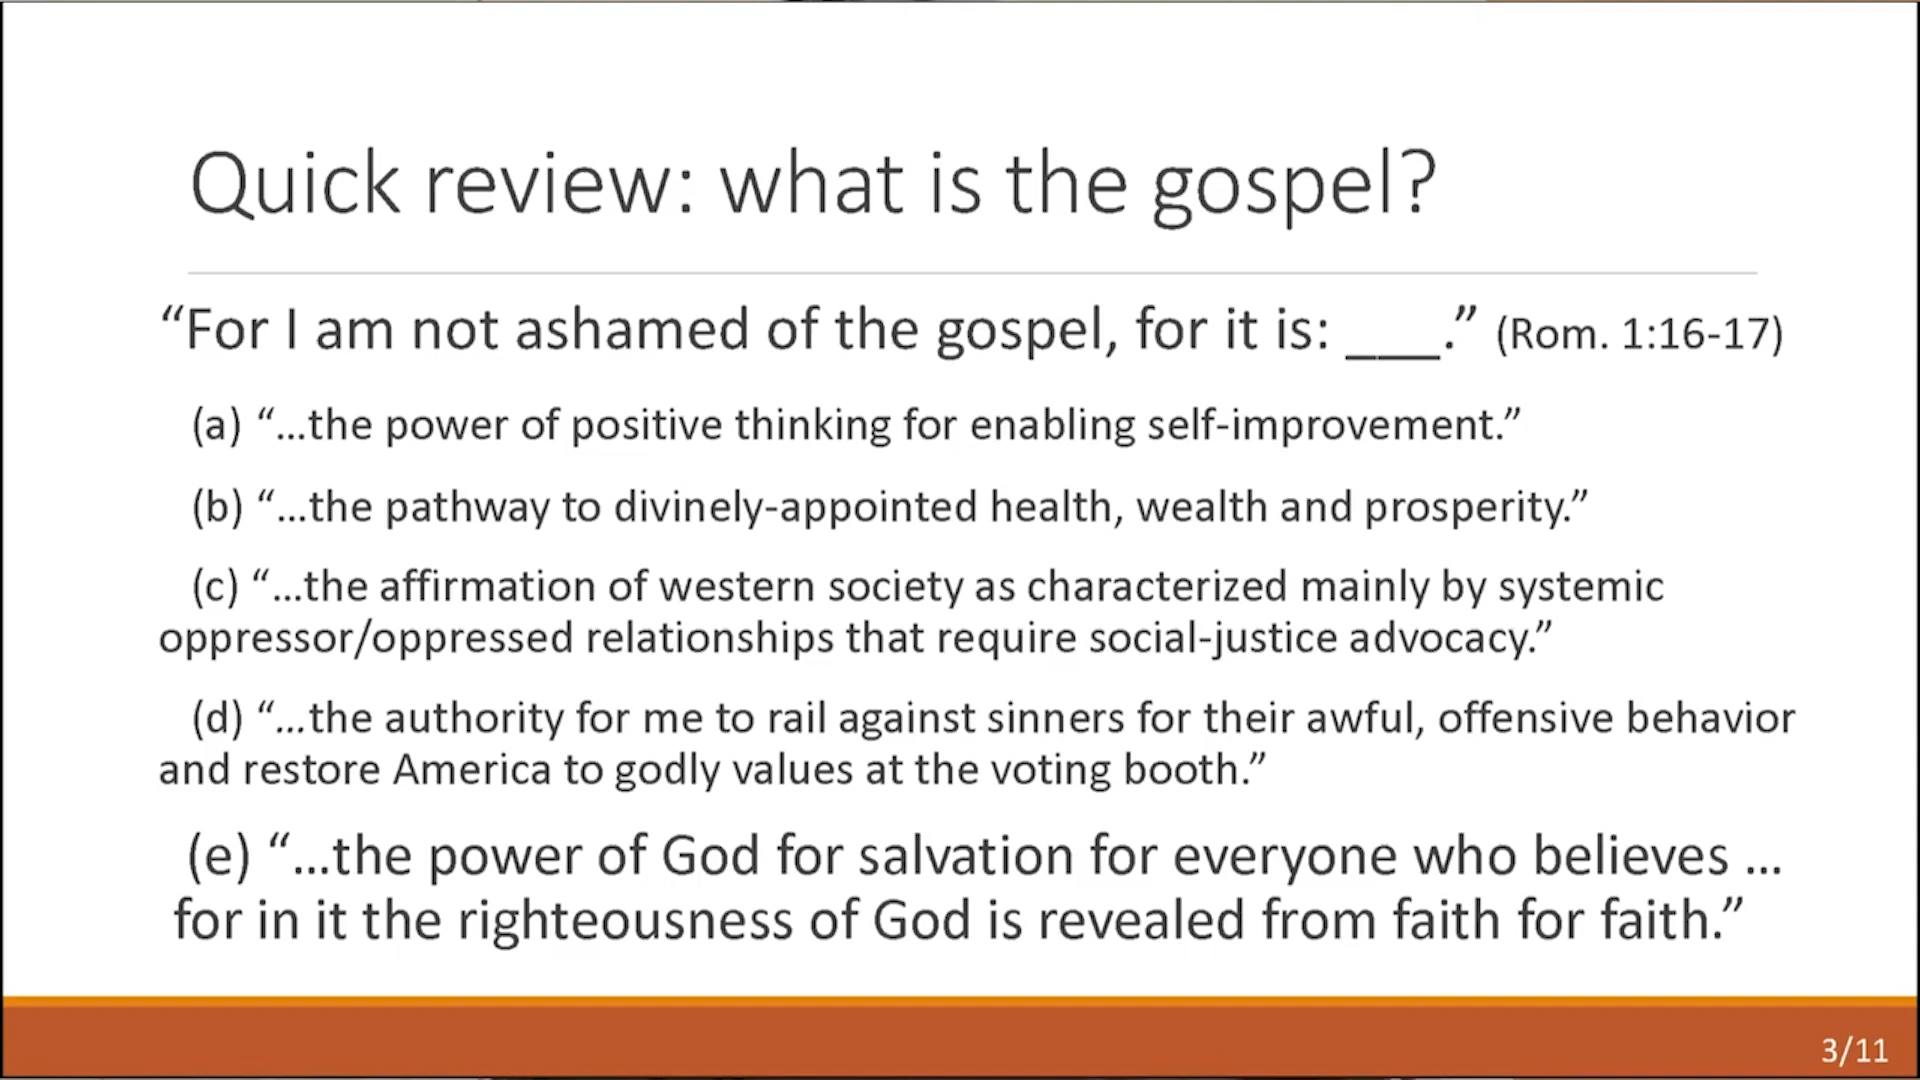 Quick review: what is the gospel?
“For I am not ashamed of the gospel, for it is: ___.” (Rom. 1:16-17)
(a) “…the power of positive thinking for enabling self-improvement.”
(b) “…the pathway to divinely-appointed health, wealth and prosperity.”
(c) “…the affirmation of western society as characterized mainly by systemic
oppressor/oppressed relationships that require social-justice advocacy.”
(d) “…the authority for me to rail against sinners for their awful, offensive behavior
and restore America to godly values at the voting booth.”
(e) “…the power of God for salvation for everyone who believes …
for in it the righteousness of God is revealed from faith for faith.”
3/11